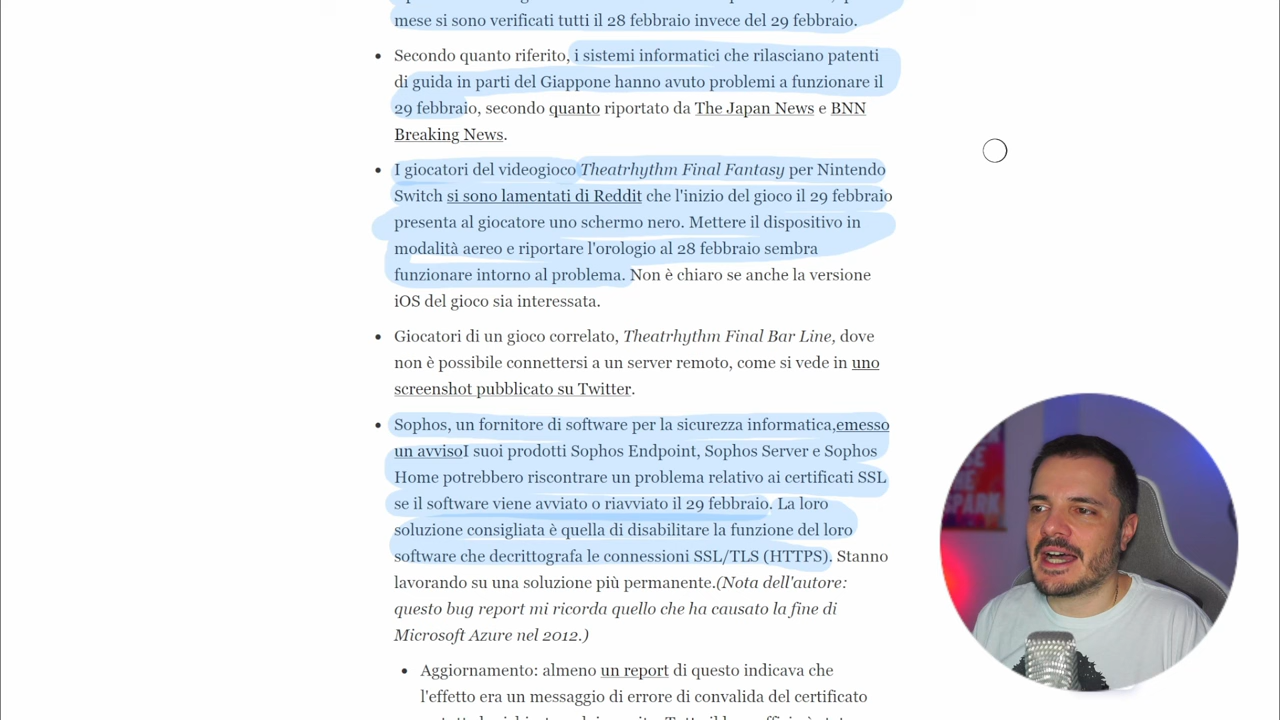 mese si sono verificati tutti il 28 febbraio invece del 29 febbraio.
Secondo quanto riferito, i sistemi informatici che rilasciano patenti
di guida in parti del Giappone hanno avuto problemi a funzionare il
29 febbraio, secondo quanto riportato da The Japan News e BNN
Breaking News.
I giocatori del videogioco Theatrhythm Final Fantasy per Nintendo
Switch si sono lamentati di Reddit che l'inizio del gioco il 29 febbraio
presenta al giocatore uno schermo nero. Mettere il dispositivo in
modalità aereo e riportare l'orologio al 28 febbraio sembra
funzionare intorno al problema. Non è chiaro se anche la versione
iOS del gioco sia interessata.
Giocatori di un gioco correlato, Theatrhythm Final Bar Line, dove
non è possibile connettersi a un server remoto, come si vede in uno
screenshot pubblicato su Twitter.
Sophos, un fornitore di software per la sicurezza informatica,emesso
un avvisoI suoi prodotti Sophos Endpoint, Sophos Server e Sophos
Home potrebbero riscontrare un problema relativo ai certificati SSL
se il software viene avviato o riavviato il 29 febbraio. La loro
soluzione consigliata è quella di disabilitare la funzione del loro
software che decrittografa le connessioni SSL/TLS (HTTPS). Stanno
lavorando su una soluzione più permanente.(Nota dell'autore:
questo bug report mi ricorda quello che ha causato la fine di
Microsoft Azure nel 2012.)
Aggiornamento: almeno un report di questo indicava che
l'effetto era un messaggio di errore di convalida del certificato
SPARK